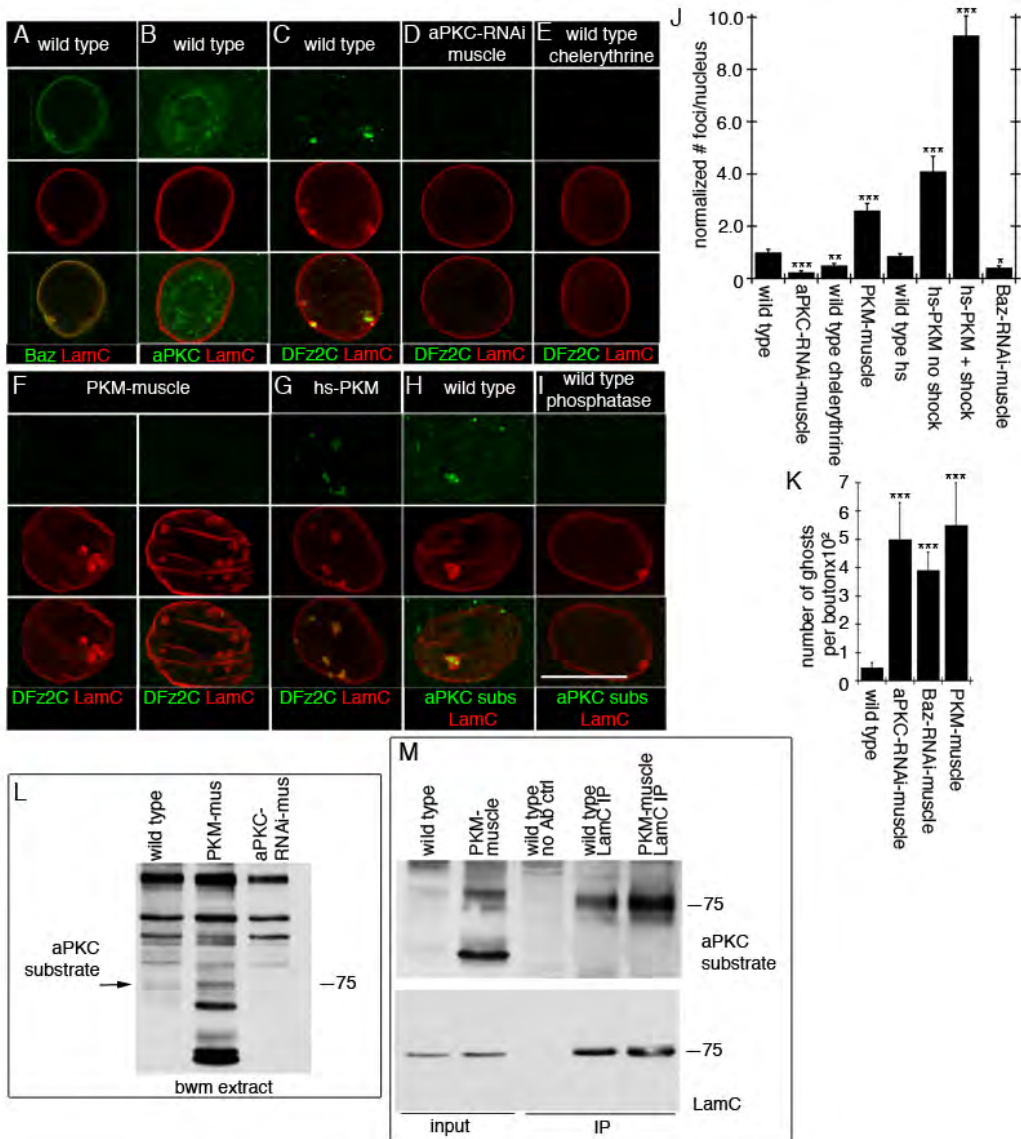 A wild type
B wild type
C wild type
D aPKC-RNAi muscle
E wild type chelerythrine
Baz LamC
aPKC LamC
DFz2C LamC
DFz2C LamC
DFz2C LamC
F PKM-muscle
G hs-PKM
H wild type
I wild type phosphatase
DFz2C LamC
DFz2C LamC
DFz2C LamC
aPKC subs
LamC
aPKC subs
LamC
J
normalized # foci/nucleus
10.0
8.0
6.0
4.0
2.0
0
***
**
***
***
***
*
wild type
aPKC-RNAi-muscle
wild type chelerythrine
PKM-muscle
wild type hs
hs-PKM no shock
hs-PKM + shock
Baz-RNAi-muscle
K
number of ghosts
per boutonx10²
7
6
5
4
3
2
1
0
***
***
***
wild type
aPKC-RNAi-muscle
Baz-RNAi-muscle
PKM-muscle
L
wild type
PKM-mus
aPKC-
RNAi-mus
aPKC
substrate
–75
bwm extract
M
wild type
PKM-
muscle
wild type
no Ab ctrl
wild type
LamC IP
PKM-muscle
LamC IP
–75
aPKC
substrate
–75
LamC
input
IP